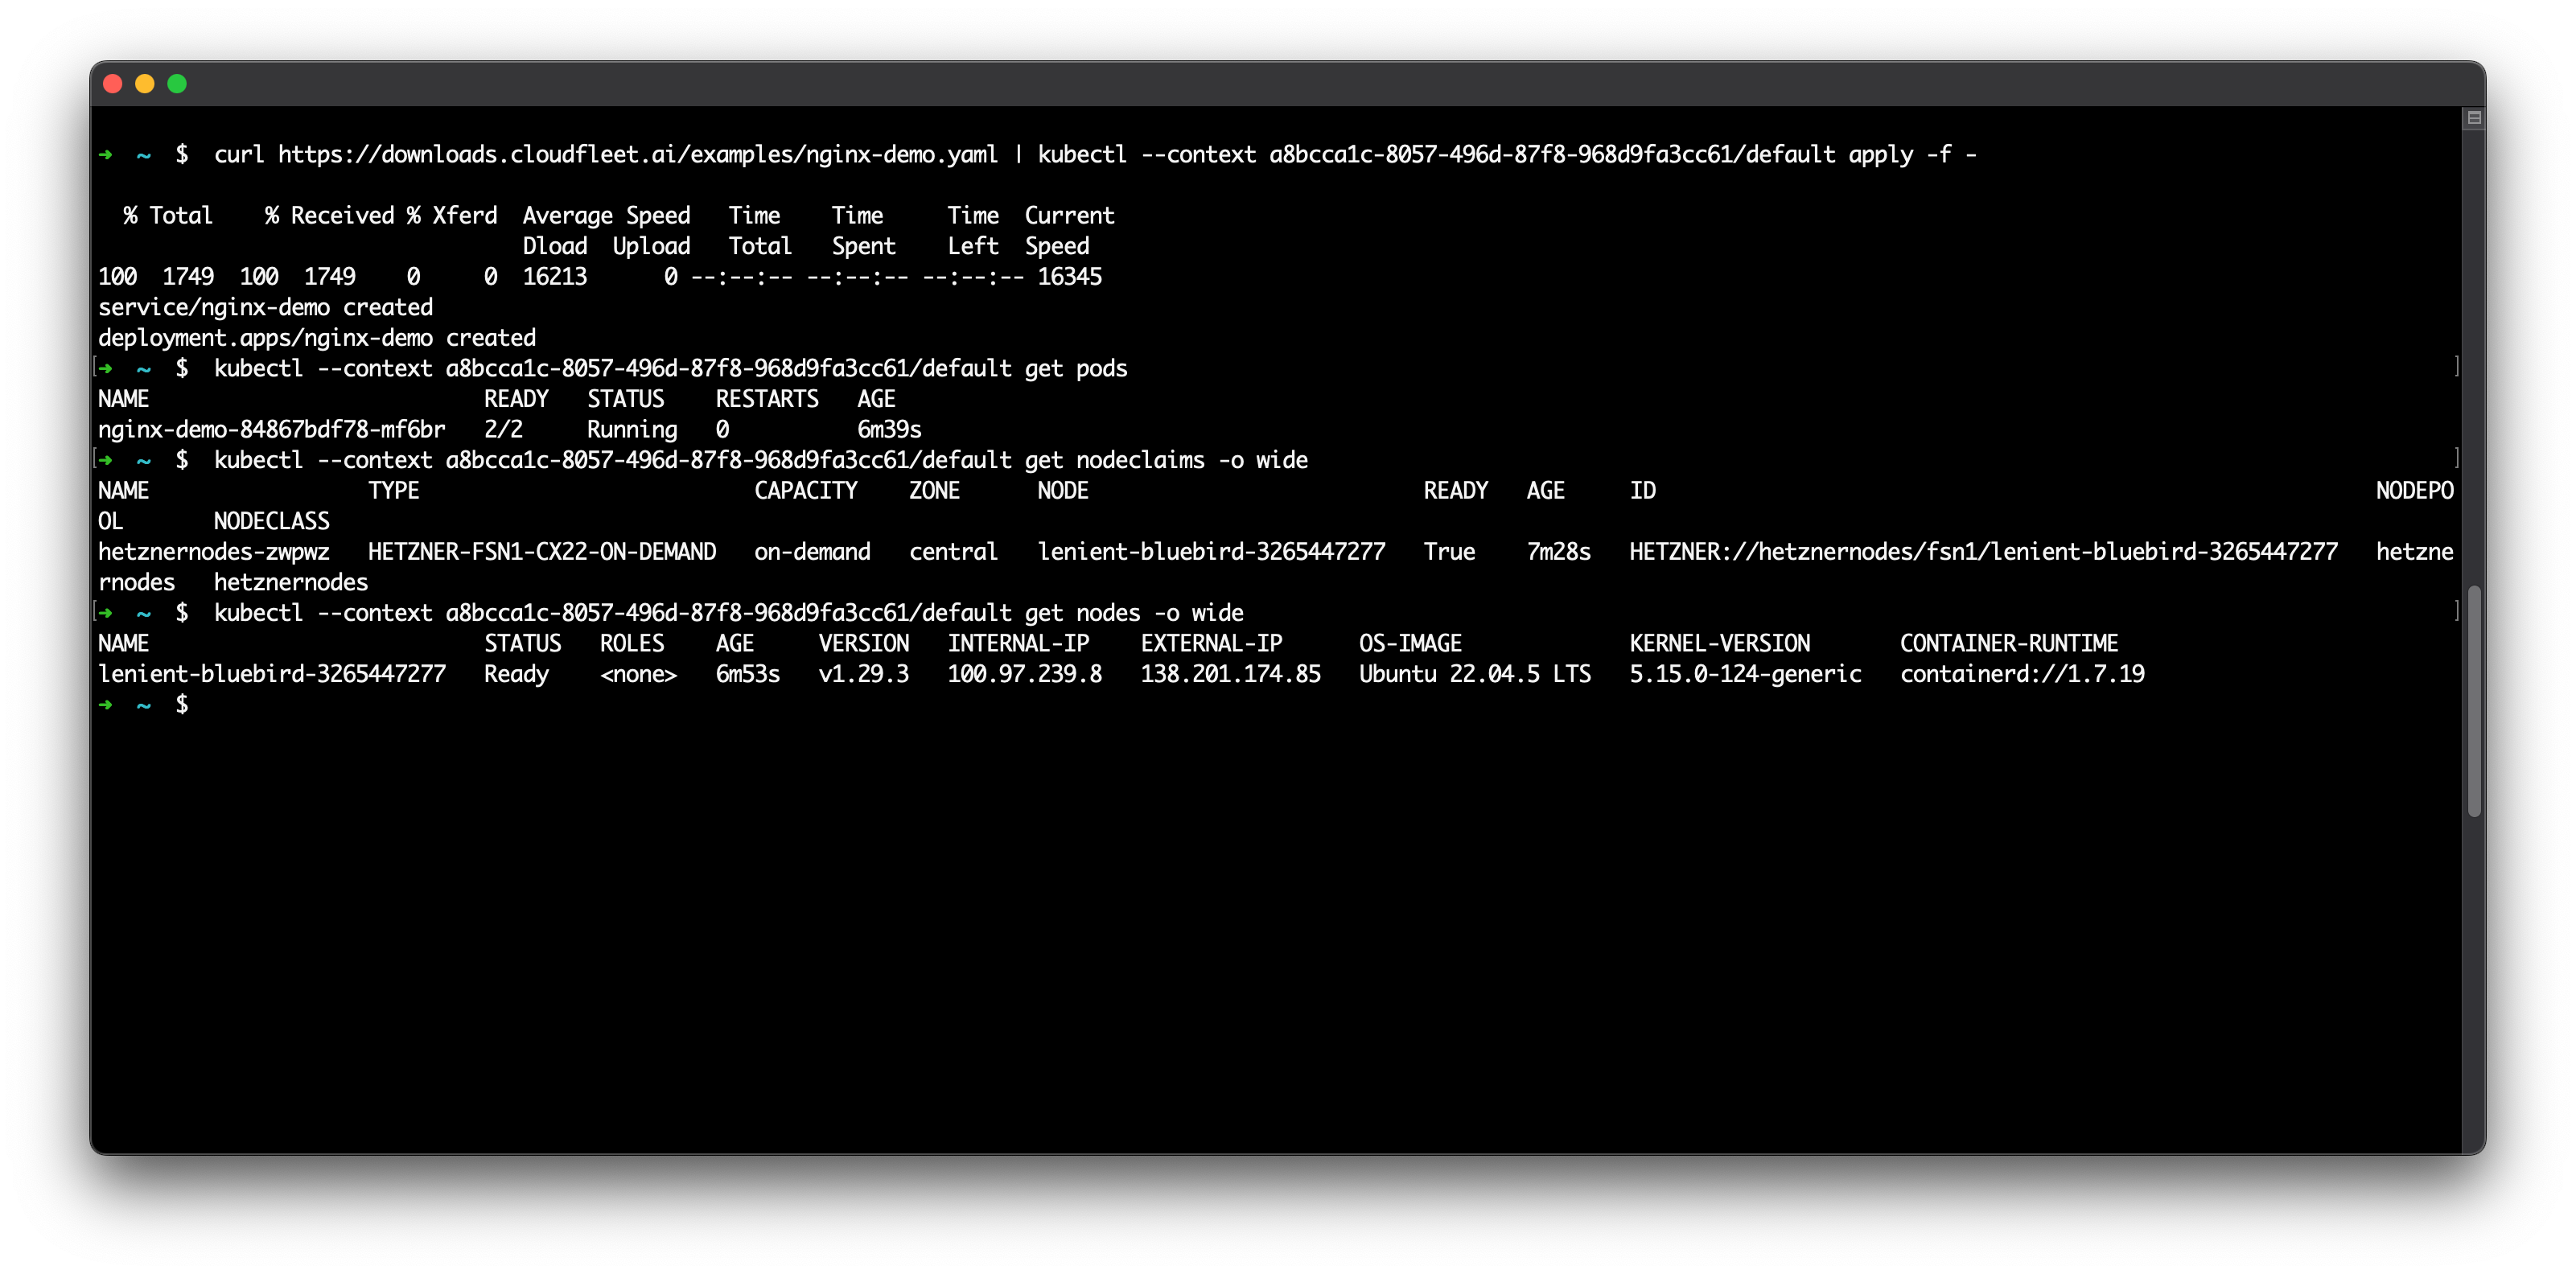 ➜  ~  $  curl https://downloads.cloudfleet.ai/examples/nginx-demo.yaml | kubectl --context a8bcca1c-8057-496d-87f8-968d9fa3cc61/default apply -f -
  % Total    % Received % Xferd  Average Speed   Time    Time     Time  Current
                                 Dload  Upload   Total   Spent    Left  Speed
100  1749  100  1749    0     0  16213      0 --:--:-- --:--:-- --:--:-- 16345
service/nginx-demo created
deployment.apps/nginx-demo created
[➜  ~  $  kubectl --context a8bcca1c-8057-496d-87f8-968d9fa3cc61/default get pods ]
NAME                          READY   STATUS    RESTARTS   AGE
nginx-demo-84867bdf78-mf6br   2/2     Running   0          6m39s
[➜  ~  $  kubectl --context a8bcca1c-8057-496d-87f8-968d9fa3cc61/default get nodeclaims -o wide ]
NAME                 TYPE                          CAPACITY    ZONE      NODE                          READY   AGE     ID                                                        NODEPO
OL       NODECLASS
hetznernodes-zwpwz   HETZNER-FSN1-CX22-ON-DEMAND   on-demand   central   lenient-bluebird-3265447277   True    7m28s   HETZNER://hetznernodes/fsn1/lenient-bluebird-3265447277   hetzne
rnodes   hetznernodes
[➜  ~  $  kubectl --context a8bcca1c-8057-496d-87f8-968d9fa3cc61/default get nodes -o wide ]
NAME                          STATUS   ROLES    AGE     VERSION   INTERNAL-IP    EXTERNAL-IP      OS-IMAGE             KERNEL-VERSION       CONTAINER-RUNTIME
lenient-bluebird-3265447277   Ready    <none>   6m53s   v1.29.3   100.97.239.8   138.201.174.85   Ubuntu 22.04.5 LTS   5.15.0-124-generic   containerd://1.7.19
➜  ~  $